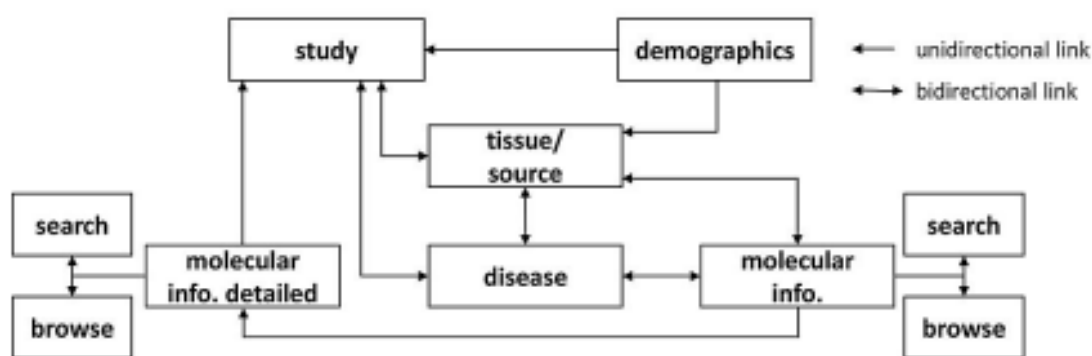 study
demographics
unidirectional link
bidirectional link
tissue/
source
search
search
molecular
info. detailed
disease
molecular
info.
browse
browse